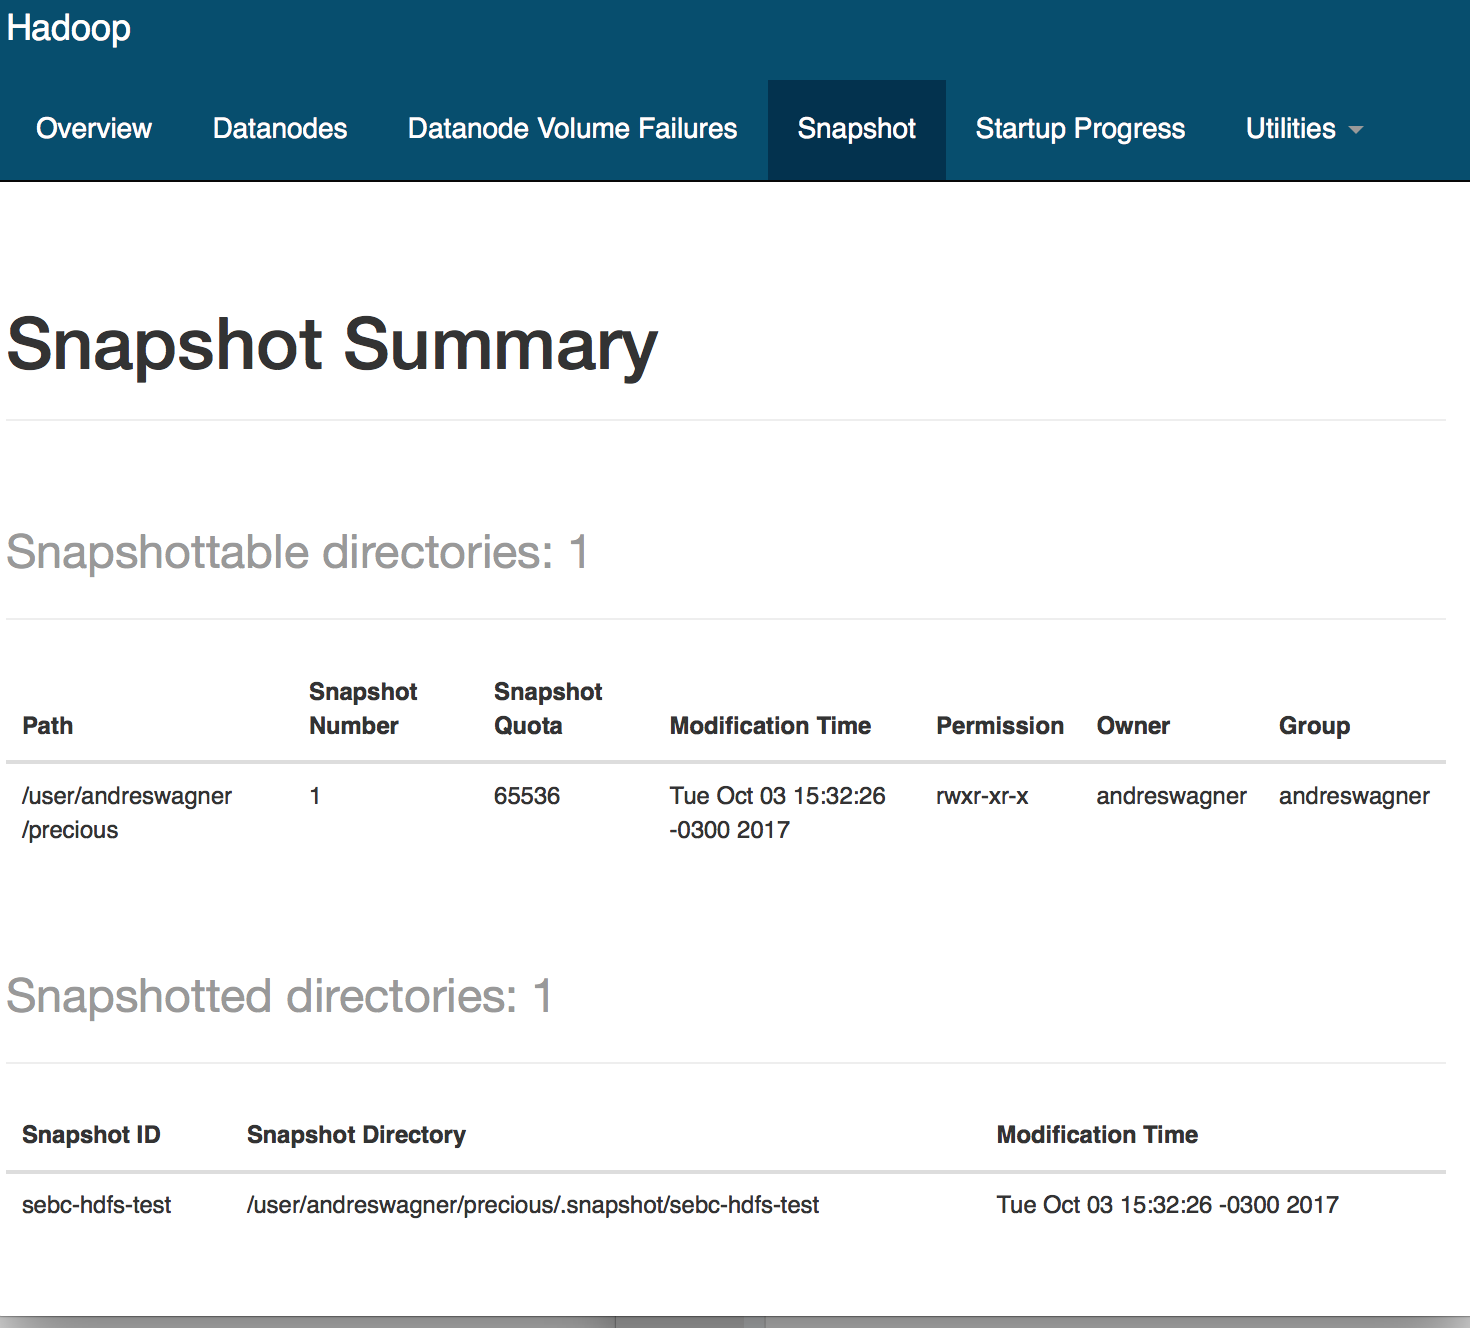 Hadoop
Overview Datanodes Datanode Volume Failures Snapshot Startup Progress Utilities
Snapshot Summary
Snapshottable directories: 1
Snapshot Snapshot
Path Number Quota Modification Time Permission Owner Group
/user/andreswagner 1 65536 Tue Oct 03 15:32:26 rwxr-xr-x andreswagner andreswagner
/precious -0300 2017
Snapshotted directories: 1
Snapshot ID Snapshot Directory Modification Time
sebc-hdfs-test /user/andreswagner/precious/.snapshot/sebc-hdfs-test Tue Oct 03 15:32:26 -0300 2017